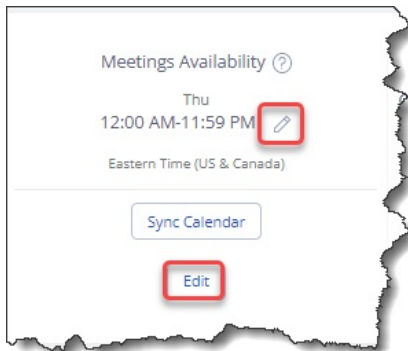 Meetings Availability ?
Thu
12:00 AM-11:59 PM
Eastern Time (US & Canada)
Sync Calendar
Edit